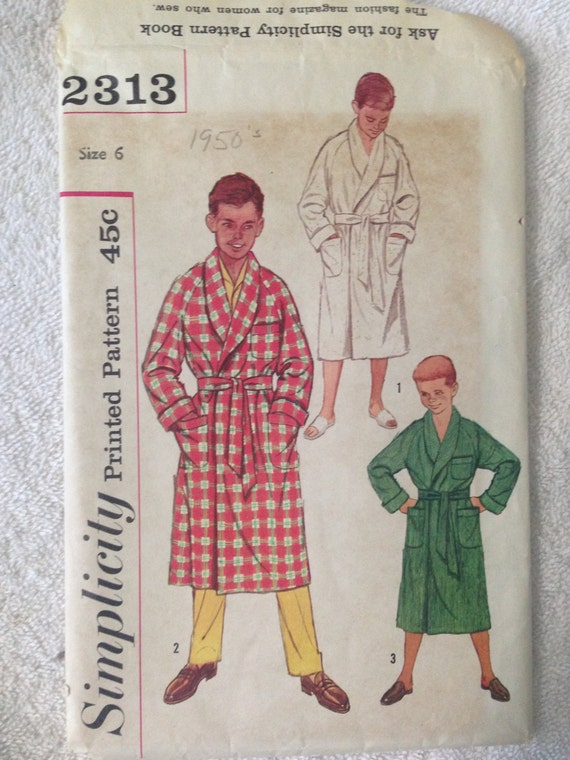 The fashion magazine for women who sew.
Ask for the Simplicity Pattern Book
2313
Size 6
1950's
Simplicity
Printed Pattern 45c
1
2
3